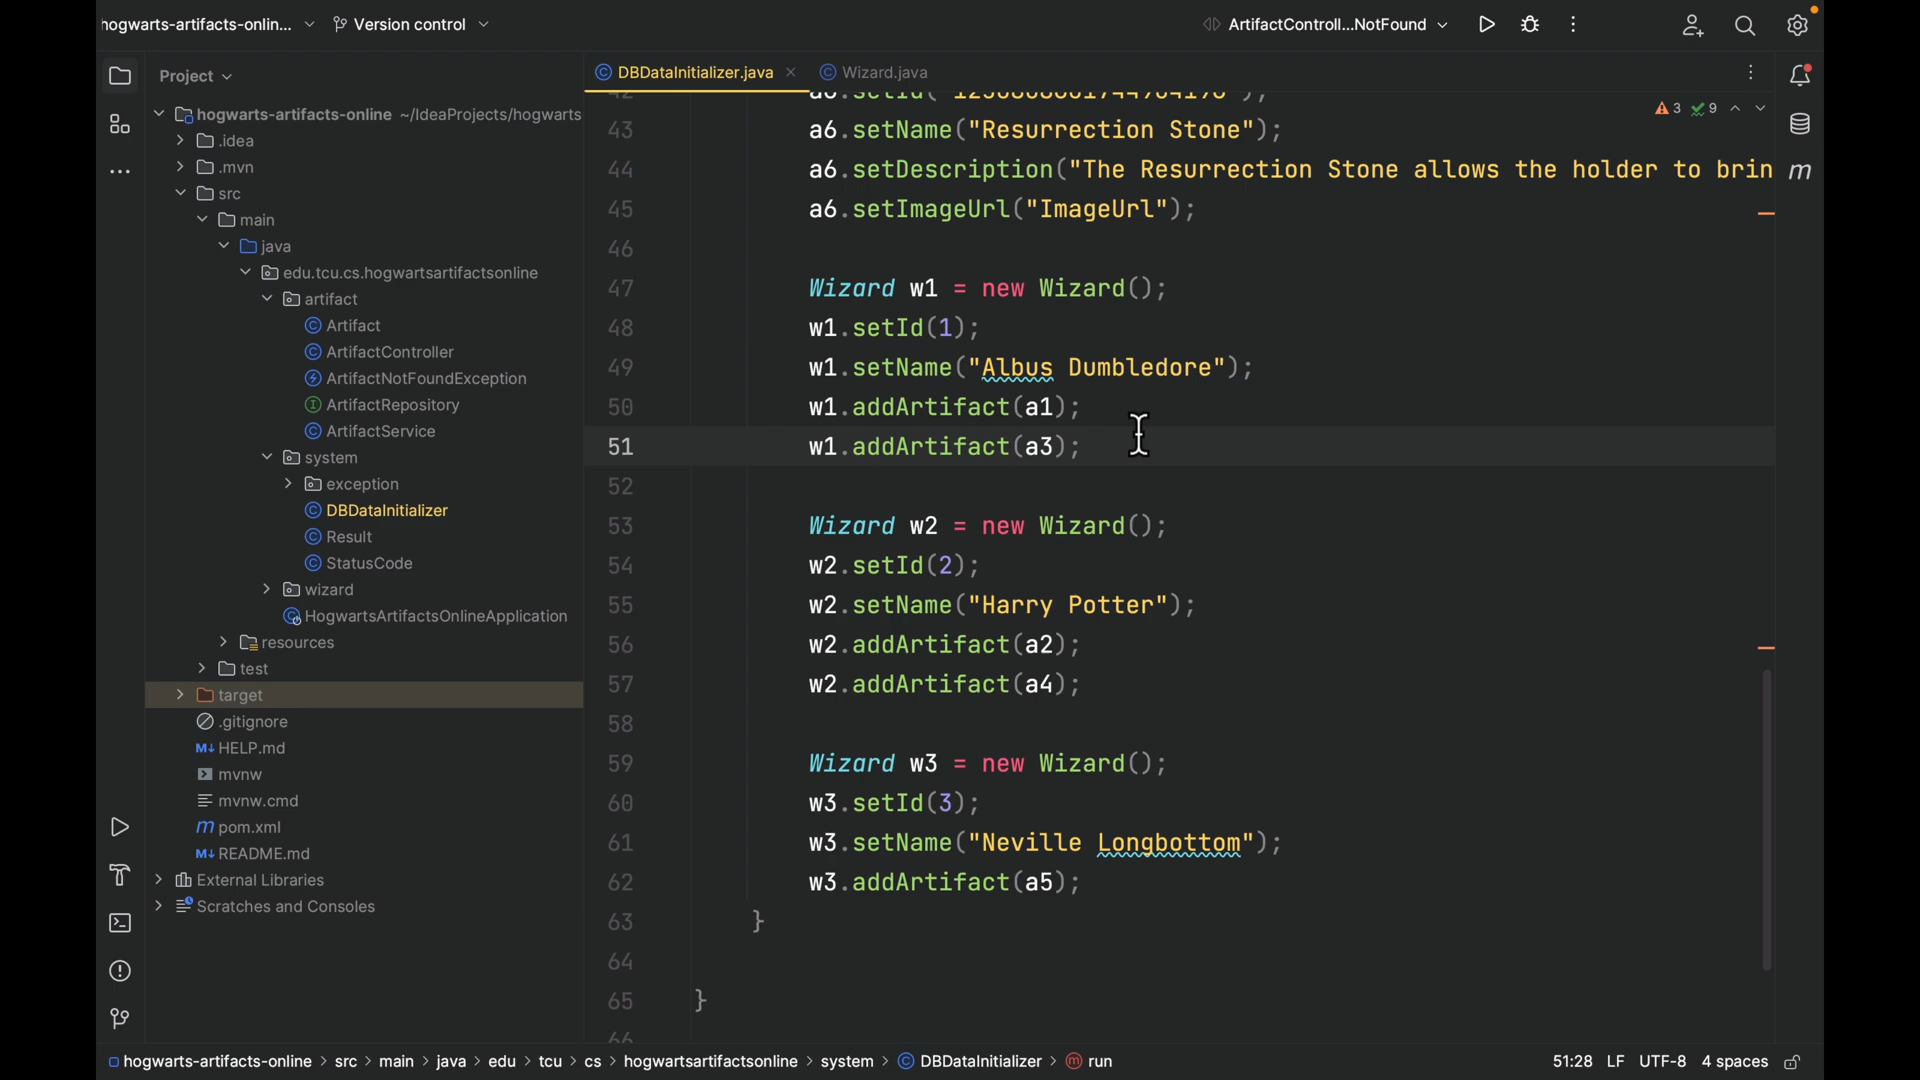 hogwarts-artifacts-onlin...
Version control
ArtifactControll...NotFound
Project
DBDataInitializer.java
Wizard.java
hogwarts-artifacts-online ~/IdeaProjects/hogwarts
.idea
.mvn
src
main
java
edu.tcu.cs.hogwartsartifactsonline
artifact
Artifact
ArtifactController
ArtifactNotFoundException
ArtifactRepository
ArtifactService
system
exception
DBDataInitializer
Result
StatusCode
wizard
HogwartsArtifactsOnlineApplication
resources
test
target
.gitignore
HELP.md
mvnw
mvnw.cmd
pom.xml
README.md
External Libraries
Scratches and Consoles
3 9
43 a6.setName("Resurrection Stone");
44 a6.setDescription("The Resurrection Stone allows the holder to brin
45 a6.setImageUrl("ImageUrl");
46
47 Wizard w1 = new Wizard();
48 w1.setId(1);
49 w1.setName("Albus Dumbledore");
50 w1.addArtifact(a1);
51 w1.addArtifact(a3);
52
53 Wizard w2 = new Wizard();
54 w2.setId(2);
55 w2.setName("Harry Potter");
56 w2.addArtifact(a2);
57 w2.addArtifact(a4);
58
59 Wizard w3 = new Wizard();
60 w3.setId(3);
61 w3.setName("Neville Longbottom");
62 w3.addArtifact(a5);
63 }
64
65 }
66
hogwarts-artifacts-online > src > main > java > edu > tcu > cs > hogwartsartifactsonline > system > DBDataInitializer > run
51:28 LF UTF-8 4 spaces